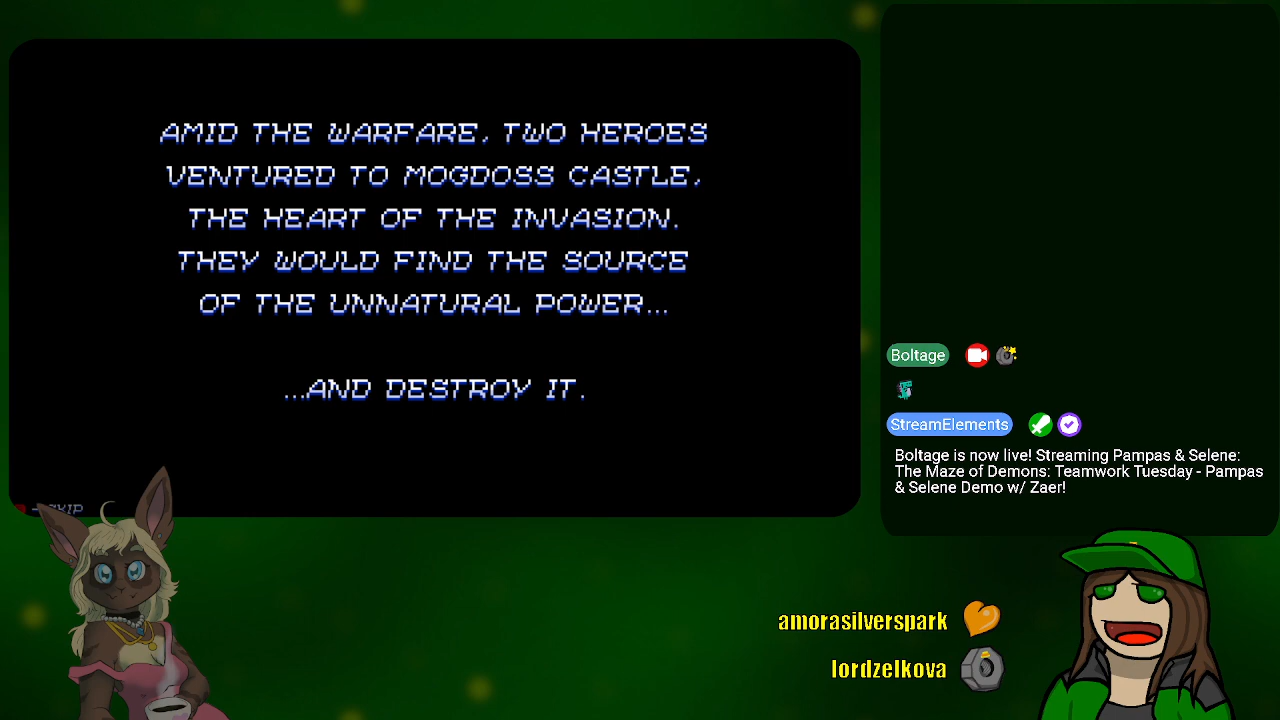 AMID THE WARFARE, TWO HEROES
VENTURED TO MOGDOSS CASTLE,
THE HEART OF THE INVASION.
THEY WOULD FIND THE SOURCE
OF THE UNNATURAL POWER...
...AND DESTROY IT.
- SKIP
Boltage
StreamElements
Boltage is now live! Streaming Pampas & Selene:
The Maze of Demons: Teamwork Tuesday - Pampas
& Selene Demo w/ Zaer!
amorasilverspark
lordzelkova